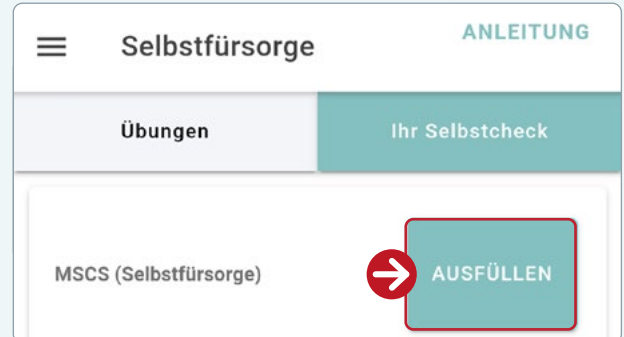 Selbstfürsorge
ANLEITUNG
Übungen
Ihr Selbstcheck
MSCS (Selbstfürsorge)
AUSFÜLLEN